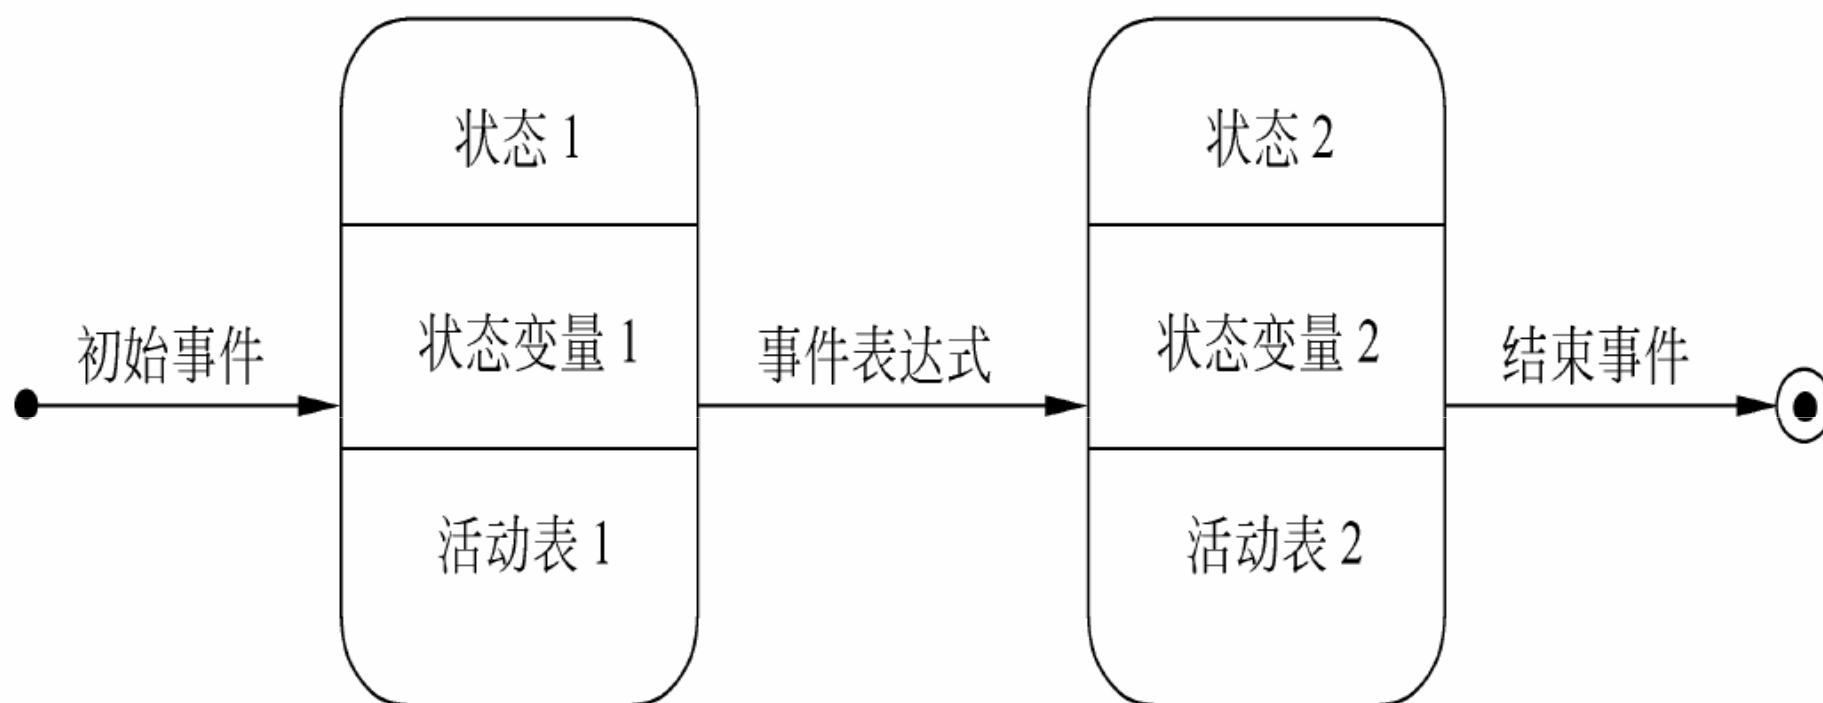 状态 1
状态 2
初始事件
状态变量 1
事件表达式
状态变量 2
结束事件
活动表 1
活动表 2